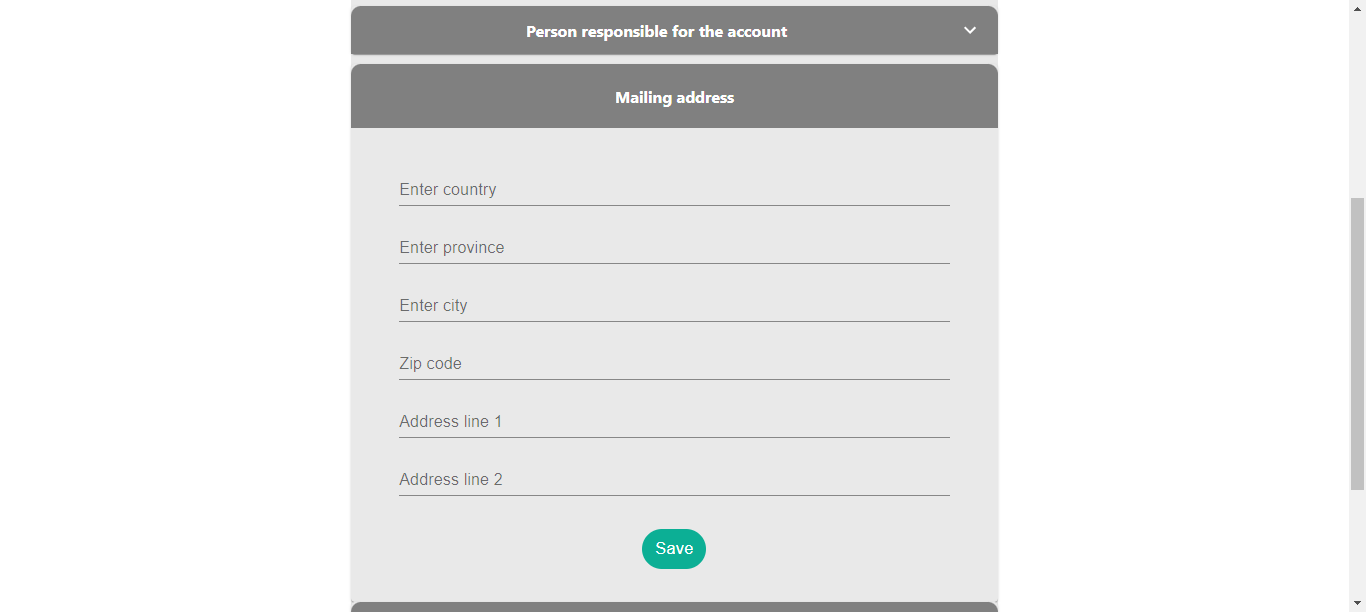 Person responsible for the account
Mailing address
Enter country
Enter province
Enter city
Zip code
Address line 1
Address line 2
Save